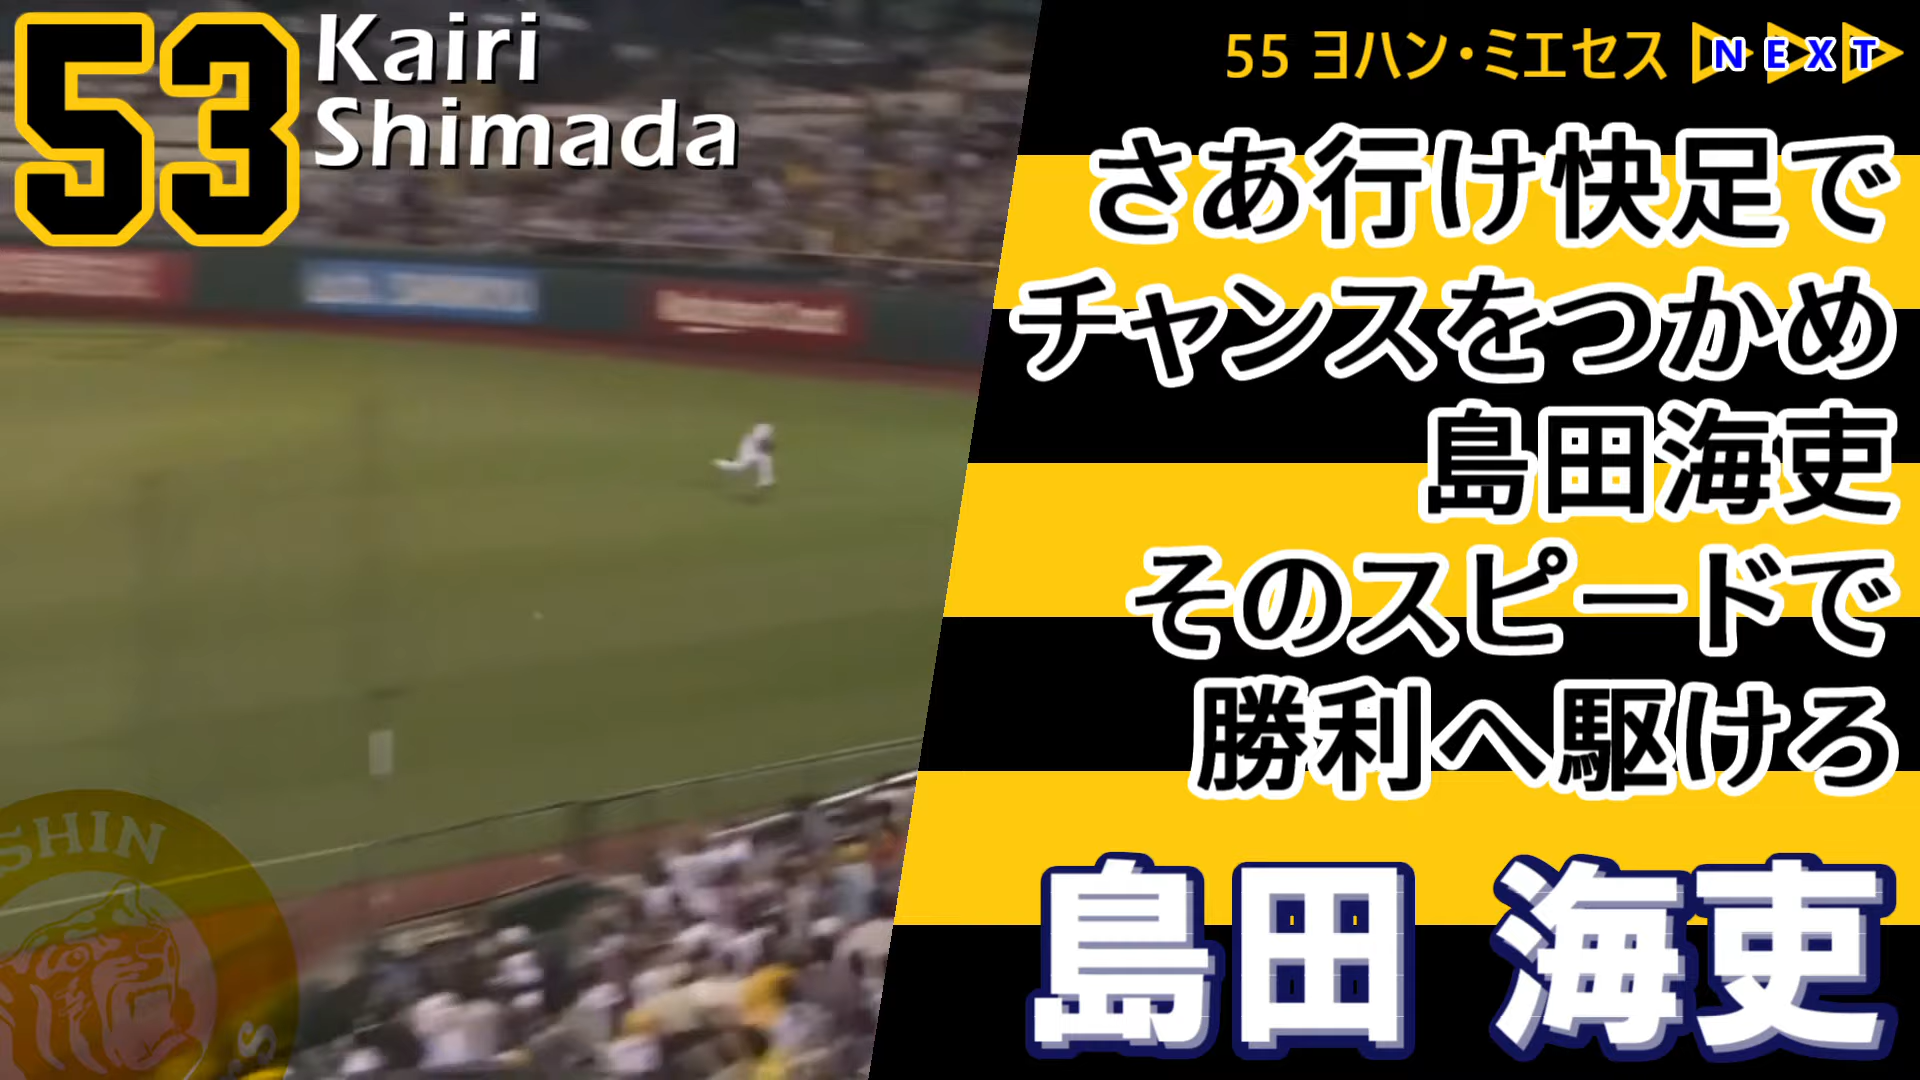 53
Kairi
Shimada
55 ヨハン・ミエセス
NEXT
さあ行け快足で
チャンスをつかめ
島田海吏
そのスピードで
勝利へ駆けろ
島田 海吏
SHIN